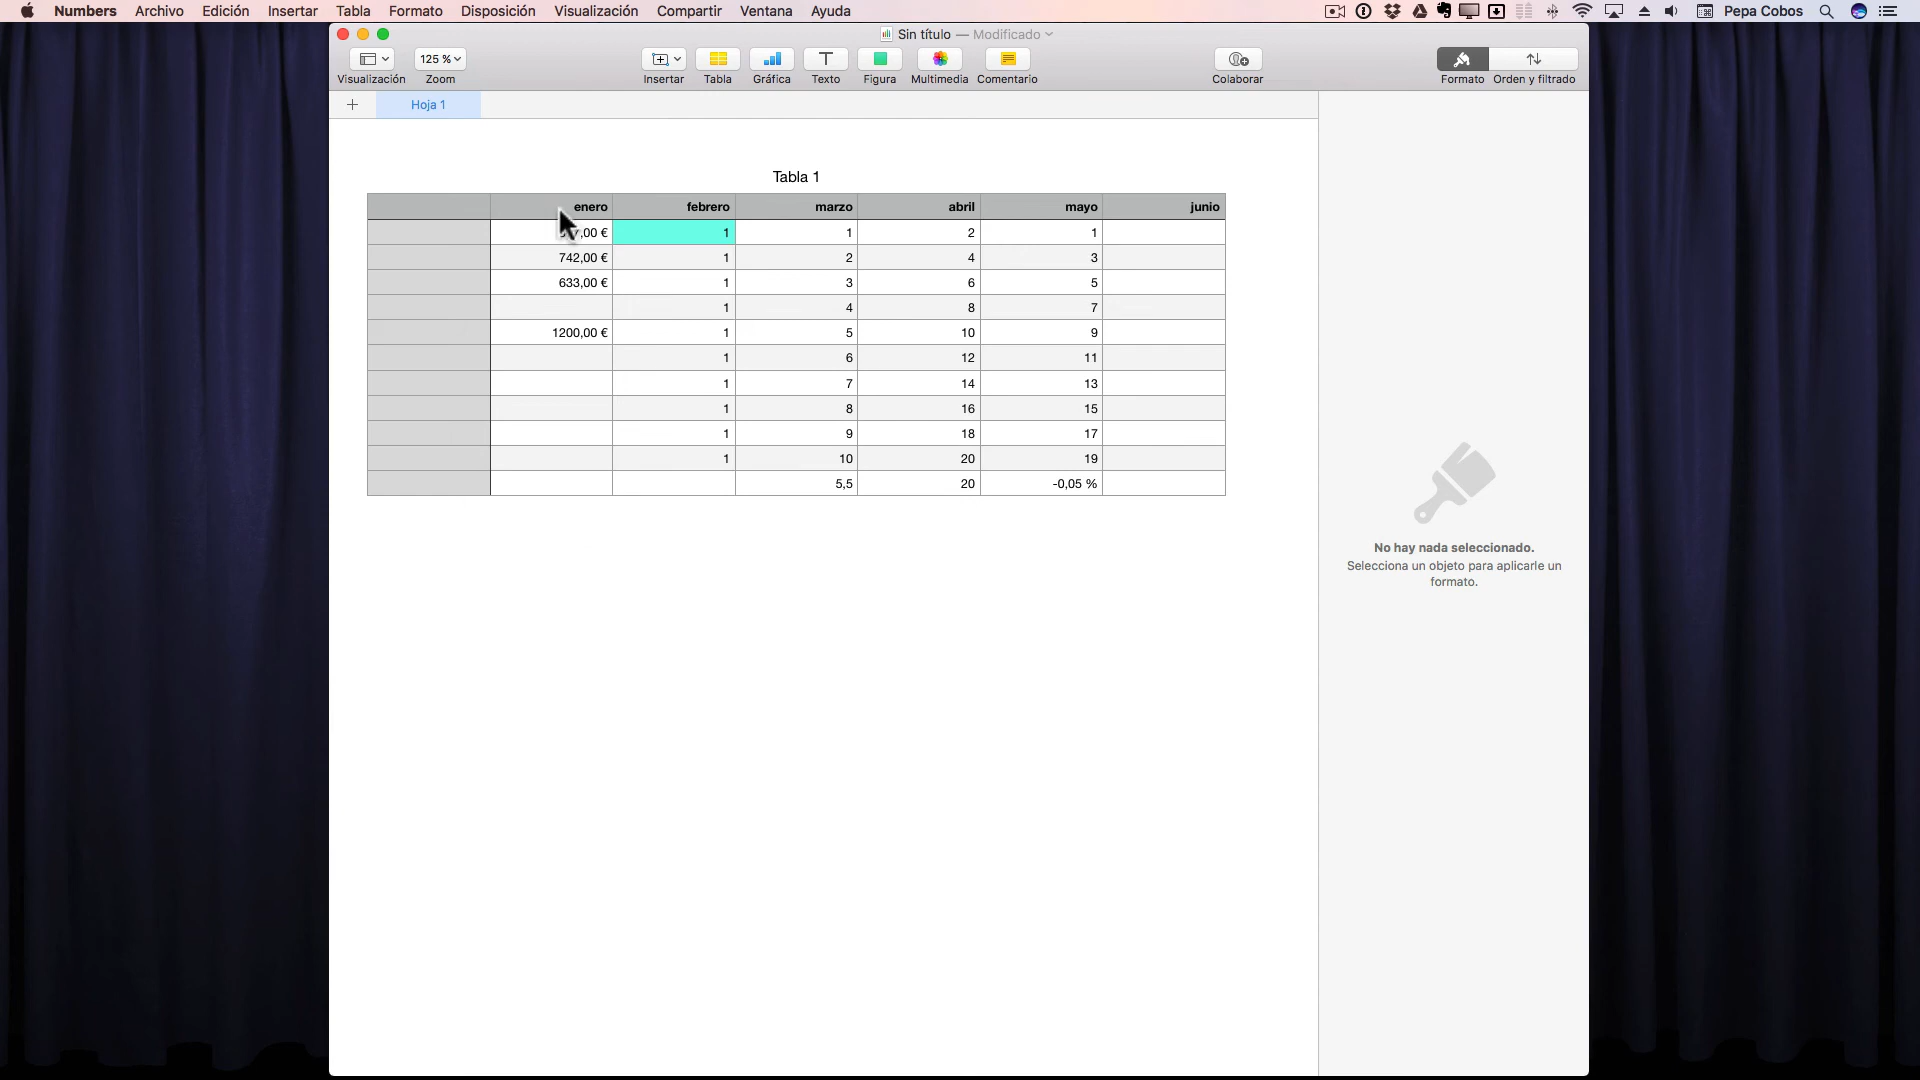 Numbers Archivo Edición Insertar Tabla Formato Disposición Visualización Compartir Ventana Ayuda Pepa Cobos
Sin título — Modificado
125 %
Visualización Zoom Insertar Tabla Gráfica Texto Figura Multimedia Comentario Colaborar Formato Orden y filtrado
Hoja 1
Tabla 1
enero febrero marzo abril mayo junio
,00 € 1 1 2 1
742,00 € 1 2 4 3
633,00 € 1 3 6 5
1 4 8 7
1200,00 € 1 5 10 9
1 6 12 11
1 7 14 13
1 8 16 15
1 9 18 17
1 10 20 19
5,5 20 -0,05 %
No hay nada seleccionado.
Selecciona un objeto para aplicarle un
formato.